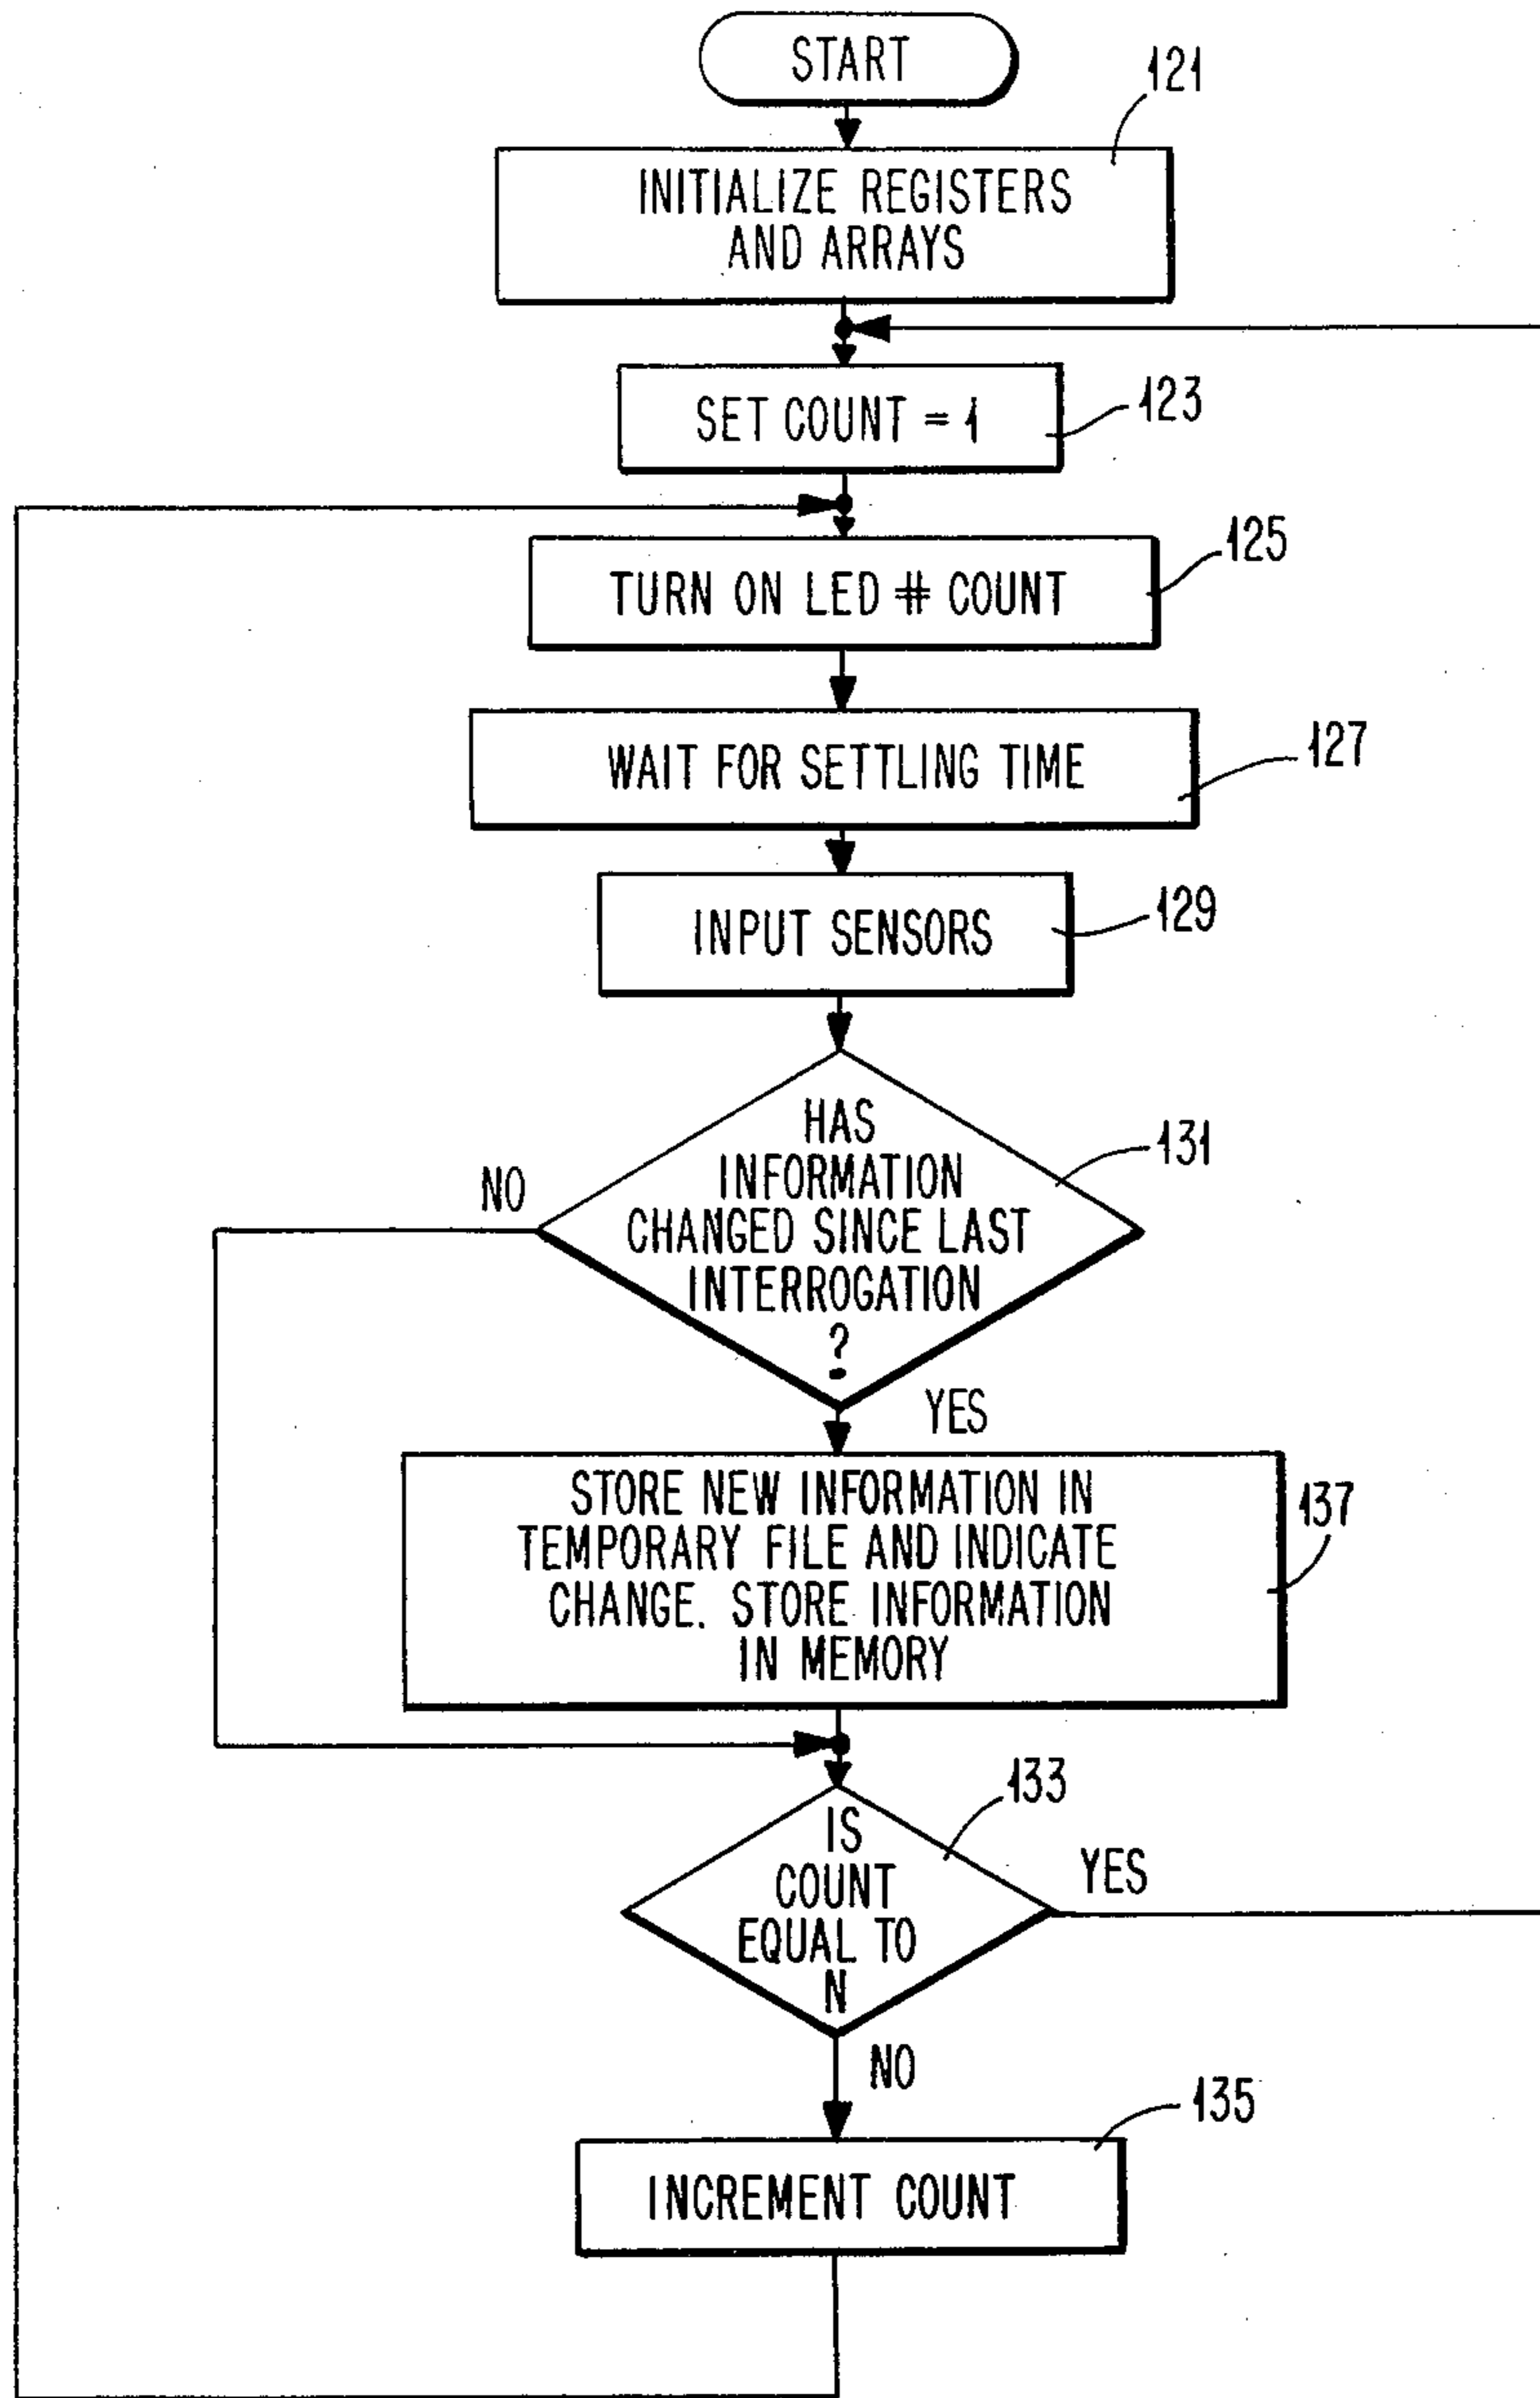 START
121
INITIALIZE REGISTERS
AND ARRAYS
SET COUNT = 1
123
TURN ON LED # COUNT
125
WAIT FOR SETTLING TIME
127
INPUT SENSORS
129
HAS
INFORMATION
CHANGED SINCE LAST
INTERROGATION
?
131
NO
YES
STORE NEW INFORMATION IN
TEMPORARY FILE AND INDICATE
CHANGE. STORE INFORMATION
IN MEMORY
137
IS
COUNT
EQUAL TO
N
133
YES
NO
135
INCREMENT COUNT